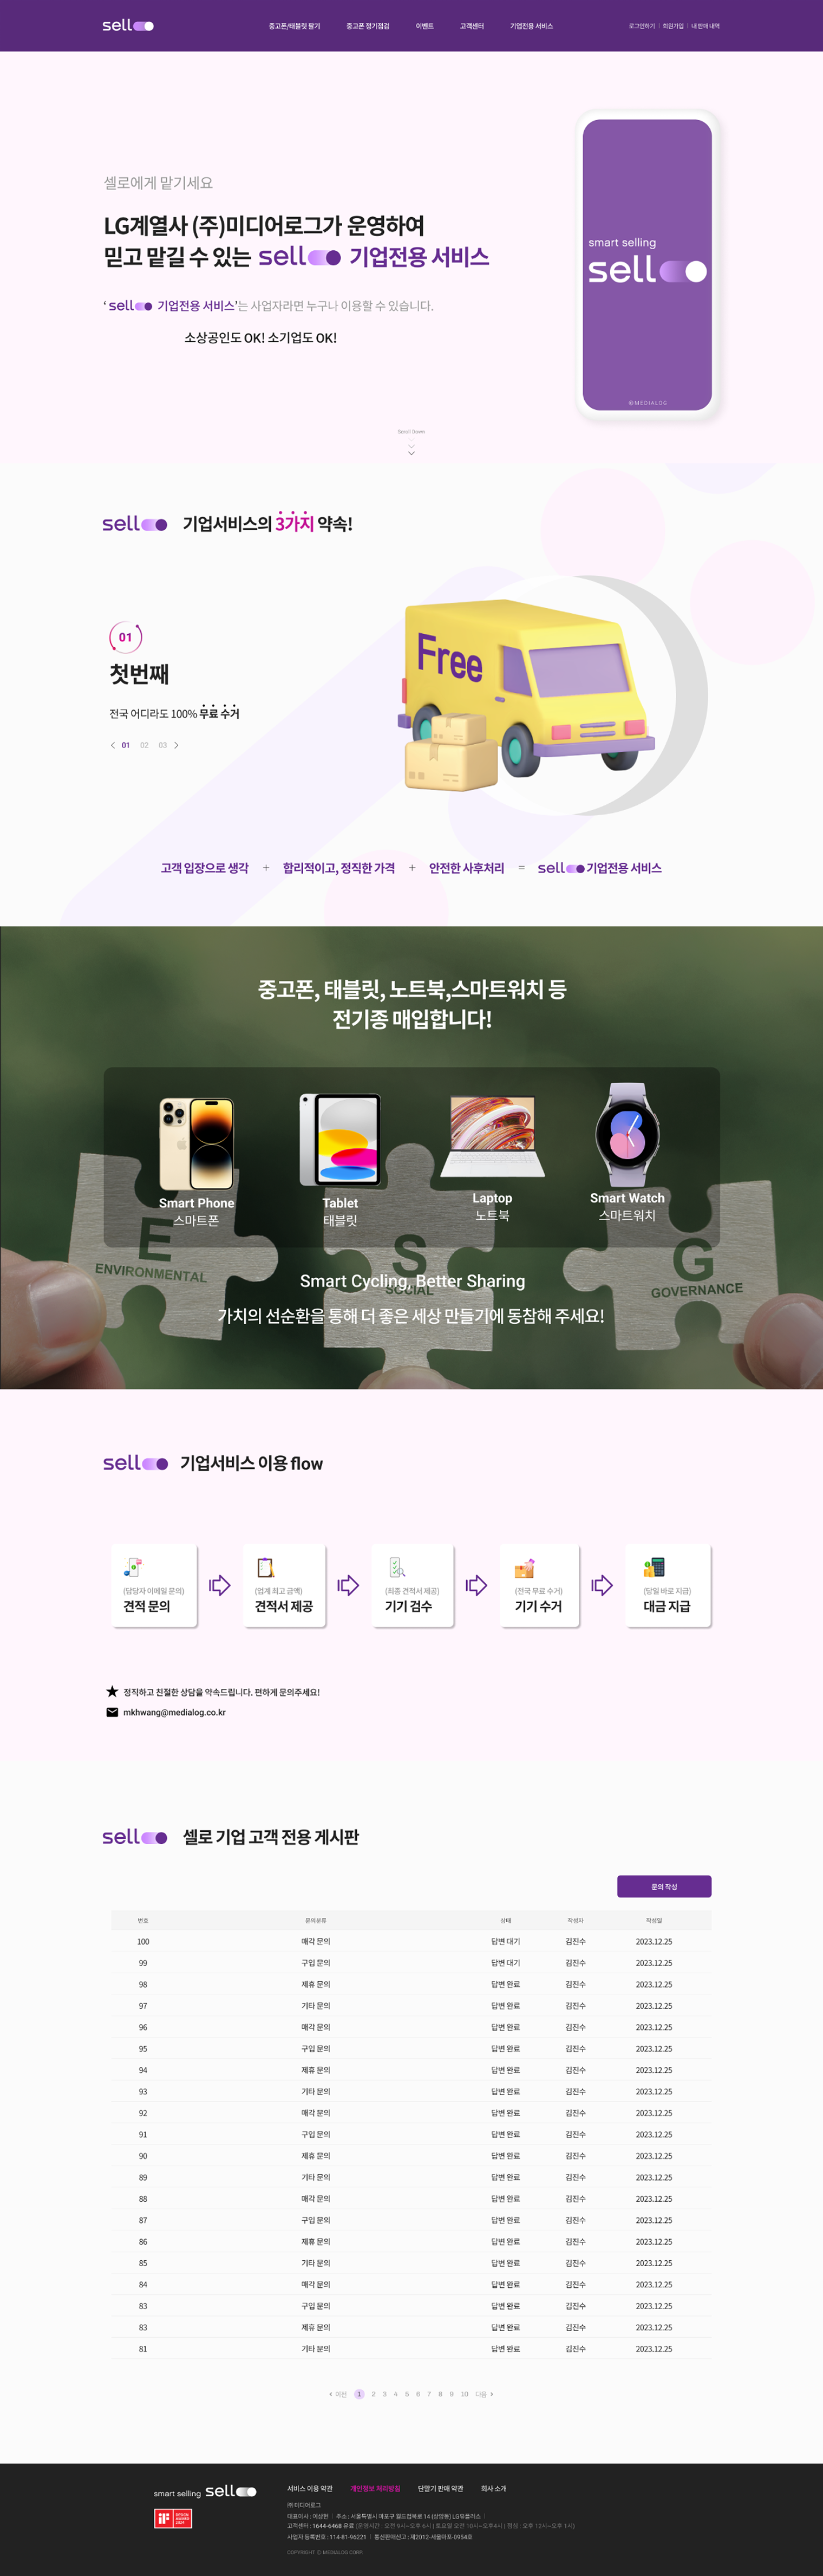 sell
중고폰/태블릿 팔기 중고폰 정기점검 이벤트 고객센터 기업전용 서비스
로그인하기 | 회원가입 | 내 판매 내역
셀로에게 맡기세요
LG계열사 (주)미디어로그가 운영하여
믿고 맡길 수 있는 sell 기업전용 서비스
‘ sell 기업전용 서비스’는 사업자라면 누구나 이용할 수 있습니다.
소상공인도 OK! 소기업도 OK!
smart selling
sell
©MEDIALOG
Scroll Down
sell 기업서비스의 3가지 약속!
01
첫번째
전국 어디라도 100% 무료 수거
01 02 03
Free
고객 입장으로 생각 + 합리적이고, 정직한 가격 + 안전한 사후처리 = sell 기업전용 서비스
중고폰, 태블릿, 노트북,스마트워치 등
전기종 매입합니다!
Smart Phone
스마트폰
Tablet
태블릿
Laptop
노트북
Smart Watch
스마트워치
E
ENVIRONMENTAL
S
SOCIAL
G
GOVERNANCE
Smart Cycling, Better Sharing
가치의 선순환을 통해 더 좋은 세상 만들기에 동참해 주세요!
sell 기업서비스 이용 flow
(담당자 이메일 문의)
견적 문의
(업계 최고 금액)
견적서 제공
(최종 견적서 제공)
기기 검수
(전국 무료 수거)
기기 수거
(당일 바로 지급)
대금 지급
★ 정직하고 친절한 상담을 약속드립니다. 편하게 문의주세요!
mkhwang@medialog.co.kr
sell 셀로 기업 고객 전용 게시판
문의 작성
번호 문의유형 상태 작성자 작성일
100 매각 문의 답변 대기 김진수 2023.12.25
99 구입 문의 답변 대기 김진수 2023.12.25
98 제휴 문의 답변 완료 김진수 2023.12.25
97 기타 문의 답변 완료 김진수 2023.12.25
96 매각 문의 답변 완료 김진수 2023.12.25
95 구입 문의 답변 완료 김진수 2023.12.25
94 제휴 문의 답변 완료 김진수 2023.12.25
93 기타 문의 답변 완료 김진수 2023.12.25
92 매각 문의 답변 완료 김진수 2023.12.25
91 구입 문의 답변 완료 김진수 2023.12.25
90 제휴 문의 답변 완료 김진수 2023.12.25
89 기타 문의 답변 완료 김진수 2023.12.25
88 매각 문의 답변 완료 김진수 2023.12.25
87 구입 문의 답변 완료 김진수 2023.12.25
86 제휴 문의 답변 완료 김진수 2023.12.25
85 기타 문의 답변 완료 김진수 2023.12.25
84 매각 문의 답변 완료 김진수 2023.12.25
83 구입 문의 답변 완료 김진수 2023.12.25
83 제휴 문의 답변 완료 김진수 2023.12.25
81 기타 문의 답변 완료 김진수 2023.12.25
이전 1 2 3 4 5 6 7 8 9 10 다음
smart selling sell
서비스 이용 약관 개인정보 처리방침 단말기 판매 약관 회사 소개
㈜미디어로그
대표이사 : 이상헌 | 주소 : 서울특별시 마포구 월드컵북로 14 (상암동) LG유플러스 |
고객센터 : 1644-6468 유료 (운영시간 : 오전 9시~오후 6시 | 토요일 오전 10시~오후4시 | 점심 : 오후 12시~오후 1시)
사업자 등록번호 : 114-81-96221 | 통신판매신고 : 제2012-서울마포-0954호
COPYRIGHT © MEDIALOG CORP.
iF DESIGN AWARD